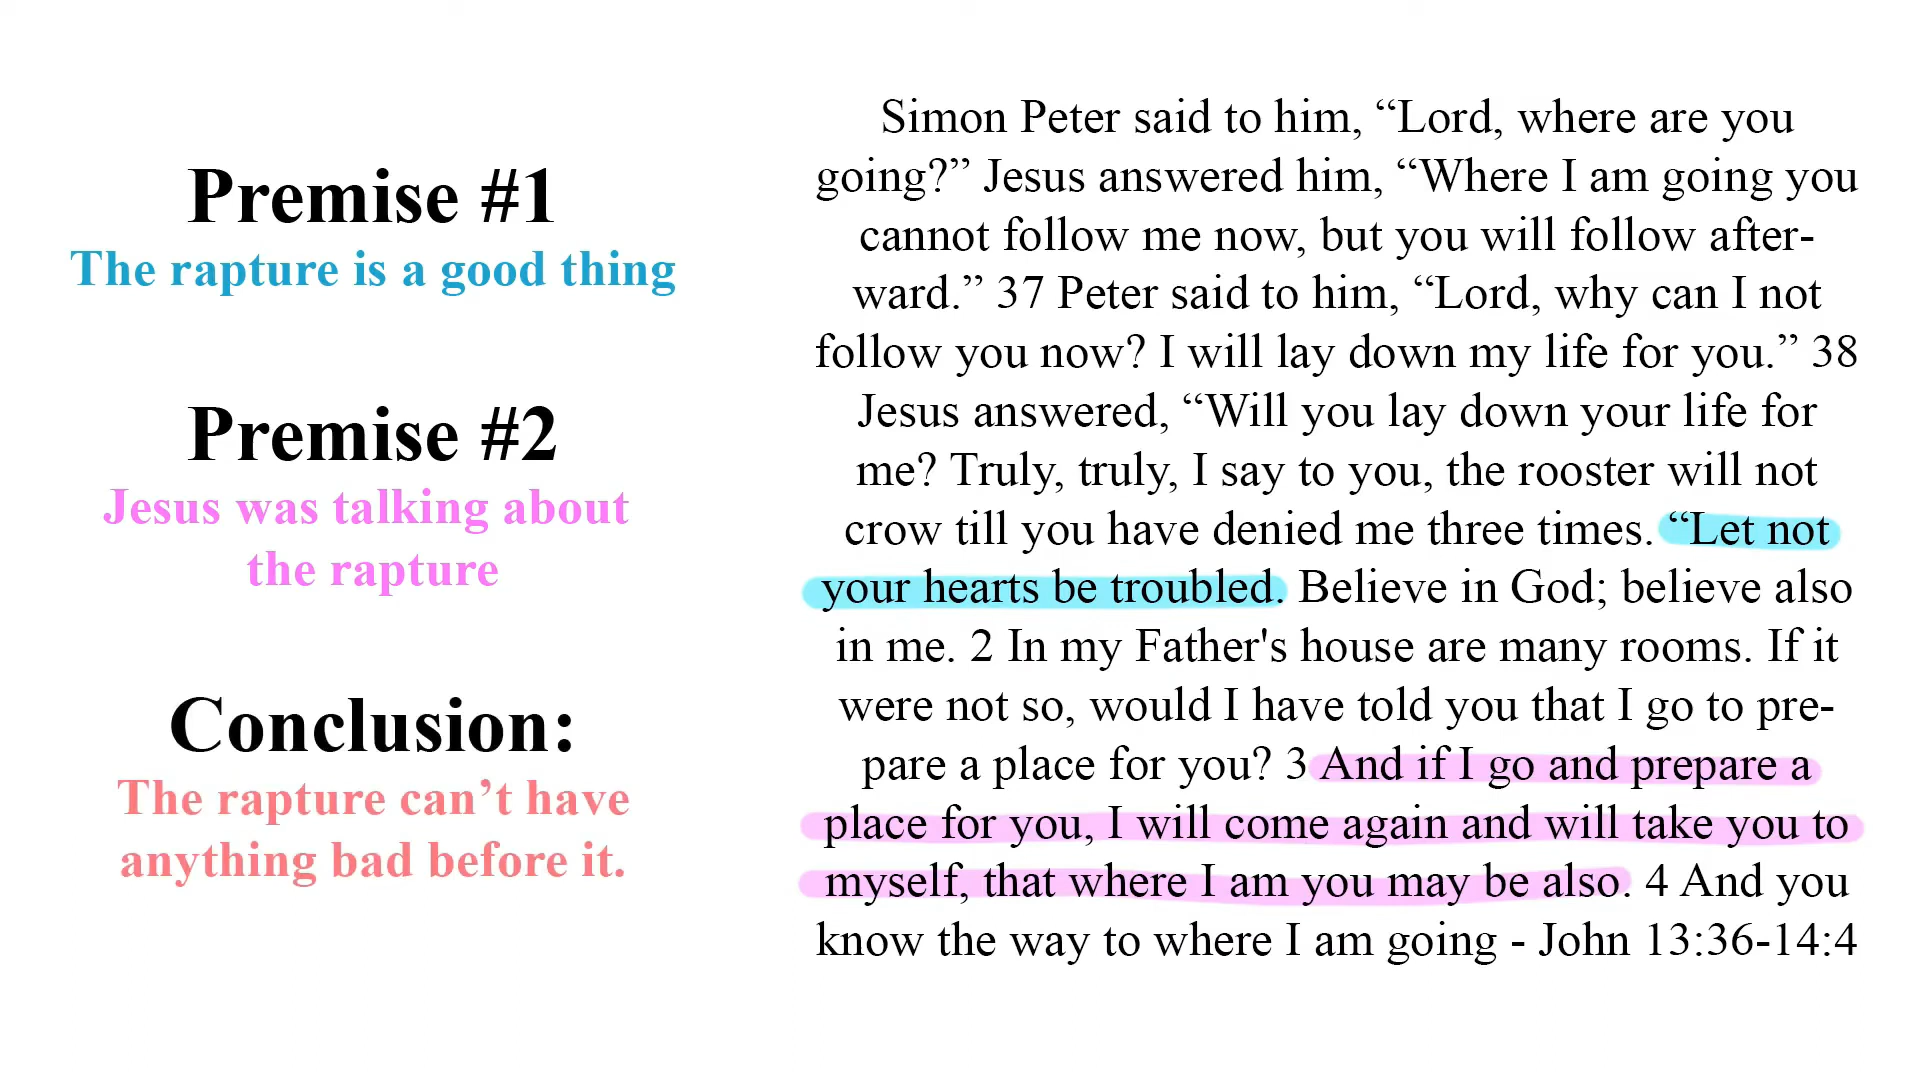 Premise #1
The rapture is a good thing
Premise #2
Jesus was talking about
the rapture
Conclusion:
The rapture can’t have
anything bad before it.
Simon Peter said to him, “Lord, where are you
going?” Jesus answered him, “Where I am going you
cannot follow me now, but you will follow after-
ward.” 37 Peter said to him, “Lord, why can I not
follow you now? I will lay down my life for you.” 38
Jesus answered, “Will you lay down your life for
me? Truly, truly, I say to you, the rooster will not
crow till you have denied me three times. “Let not
your hearts be troubled. Believe in God; believe also
in me. 2 In my Father's house are many rooms. If it
were not so, would I have told you that I go to pre-
pare a place for you? 3 And if I go and prepare a
place for you, I will come again and will take you to
myself, that where I am you may be also. 4 And you
know the way to where I am going - John 13:36-14:4